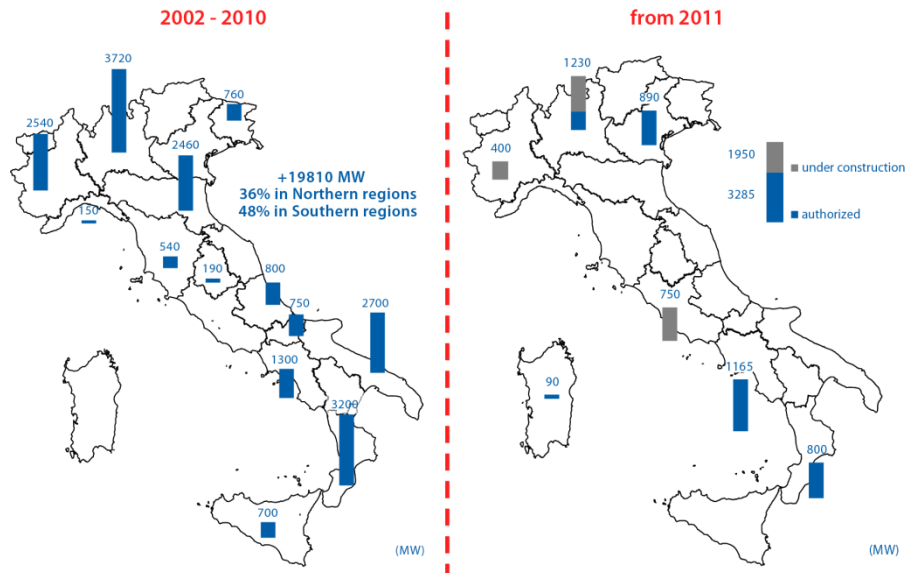 2002 - 2010
3720
760
2540
2460
+19810 MW
36% in Northern regions
48% in Southern regions
150
540
190
800
750
2700
1300
3200
700
(MW)
from 2011
1230
890
400
1950
under construction
3285
authorized
750
1165
90
800
(MW)